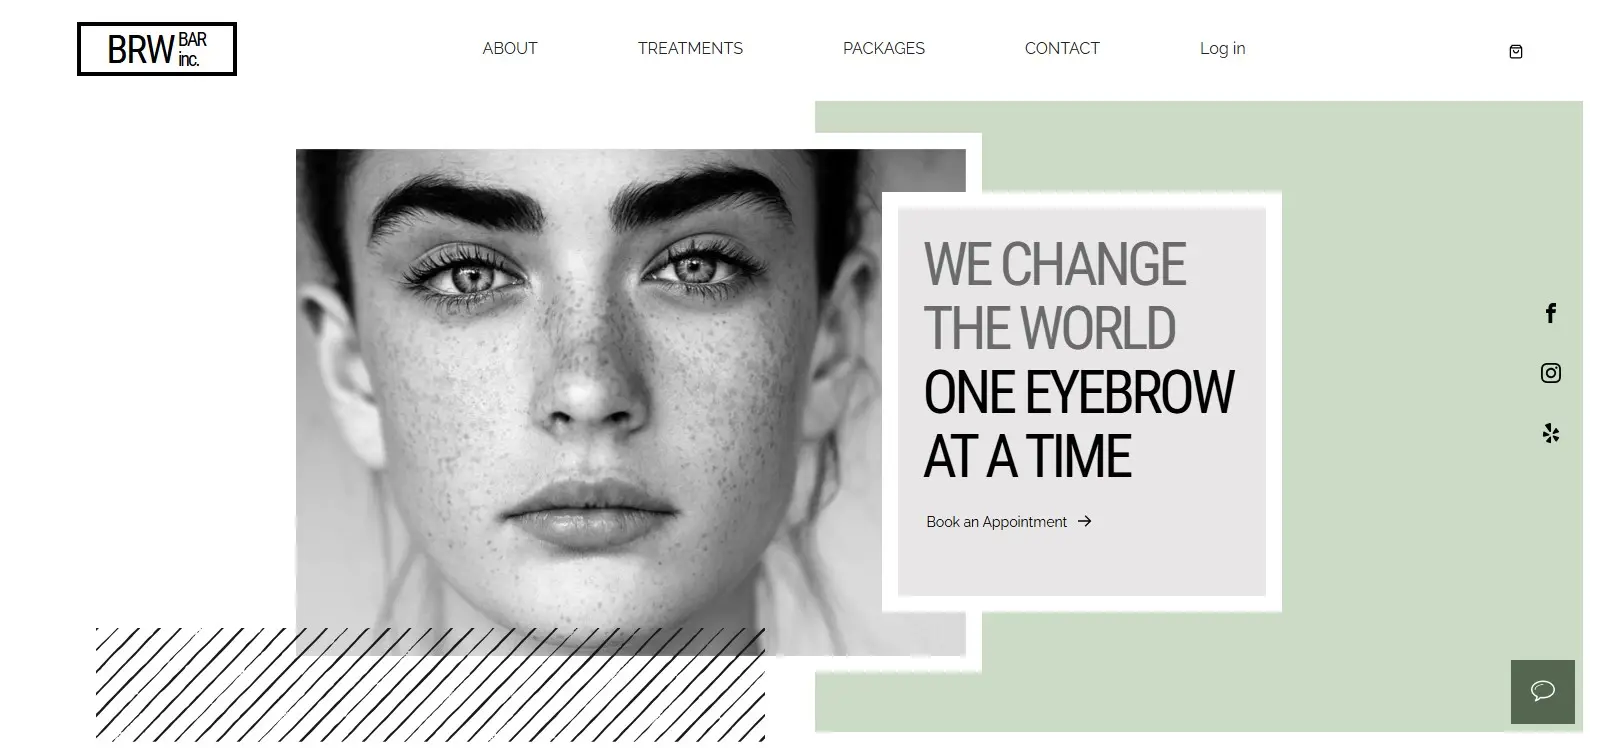 BRW BAR inc.
ABOUT TREATMENTS PACKAGES CONTACT Log in
WE CHANGE
THE WORLD
ONE EYEBROW
AT A TIME
Book an Appointment →